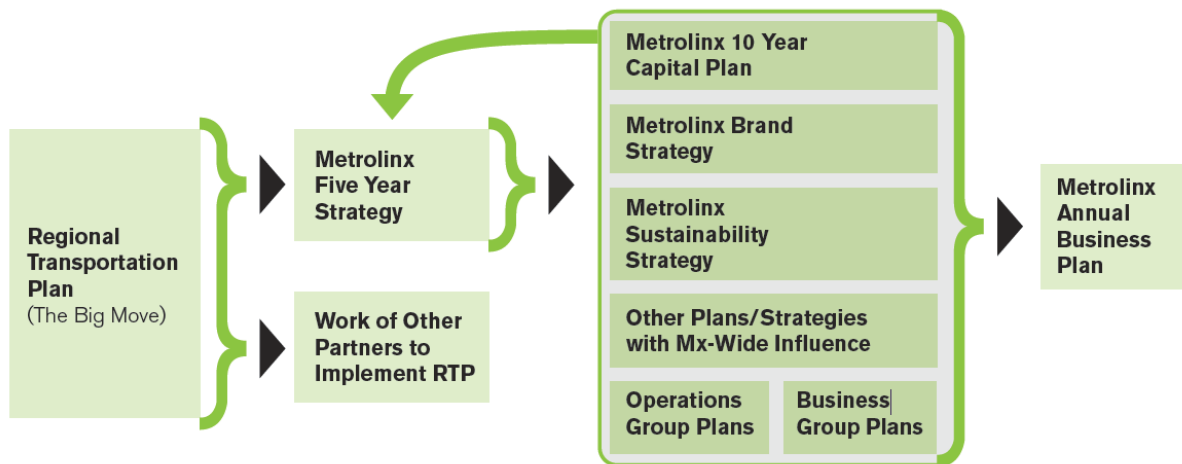 Regional
Transportation
Plan
(The Big Move)
Metrolinx
Five Year
Strategy
Work of Other
Partners to
Implement RTP
Metrolinx 10 Year
Capital Plan
Metrolinx Brand
Strategy
Metrolinx
Sustainability
Strategy
Other Plans/Strategies
with Mx-Wide Influence
Operations
Group Plans
Business
Group Plans
Metrolinx
Annual
Business
Plan